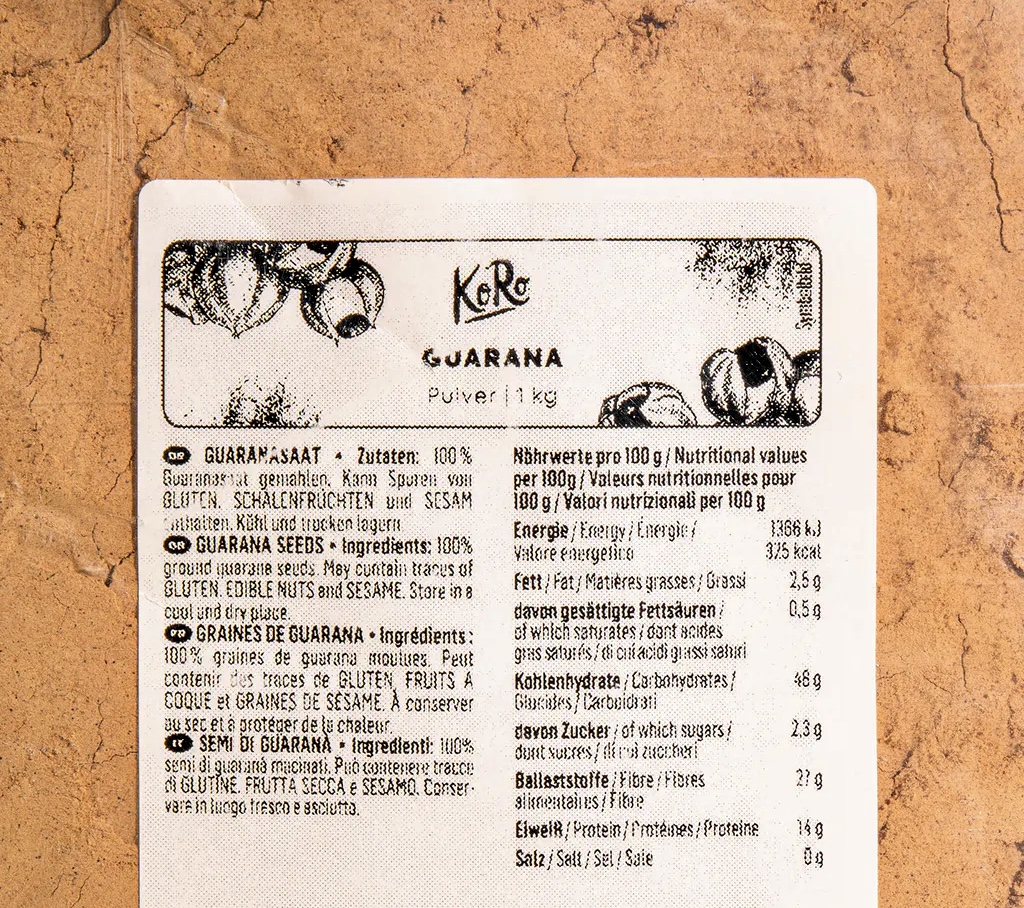 KoRo
GUARANA
Pulver | 1 kg
Symbolbild
DE GUARANASAAT • Zutaten: 100%
Guaranasaat gemahlen. Kann Spuren von
GLUTEN, SCHALENFRÜCHTEN und SESAM
enthalten. Kühl und trocken lagern.
GB GUARANA SEEDS • Ingredients: 100%
ground guarana seeds. May contain traces of
GLUTEN, EDIBLE NUTS and SESAME. Store in a
cool and dry place.
FR GRAINES DE GUARANA • Ingrédients:
100% graines de guarana moulues. Peut
contenir des traces de GLUTEN, FRUITS À
COQUE et GRAINES DE SÉSAME. À conserver
au sec et à protéger de la chaleur.
IT SEMI DI GUARANÀ • Ingredienti: 100%
semi di guaranà macinati. Può contenere tracce
di GLUTINE, FRUTTA SECCA e SESAMO. Conser-
vare in luogo fresco e asciutto.
Nährwerte pro 100 g / Nutritional values
per 100g / Valeurs nutritionnelles pour
100 g / Valori nutrizionali per 100 g
Energie / Energy / Énergie / 1366 kJ
Valore energetico 325 kcal
Fett / Fat / Matières grasses / Grassi 2,5 g
davon gesättigte Fettsäuren / 0,5 g
of which saturates / dont acides
gras saturés / di cui acidi grassi saturi
Kohlenhydrate / Carbohydrates / 48 g
Glucides / Carboidrati
davon Zucker / of which sugars / 2,3 g
dont sucres / di cui zuccheri
Ballaststoffe / Fibre / Fibres 27 g
alimentaires / Fibre
Eiweiß / Protein / Protéines / Proteine 14 g
Salz / Salt / Sel / Sale 0 g